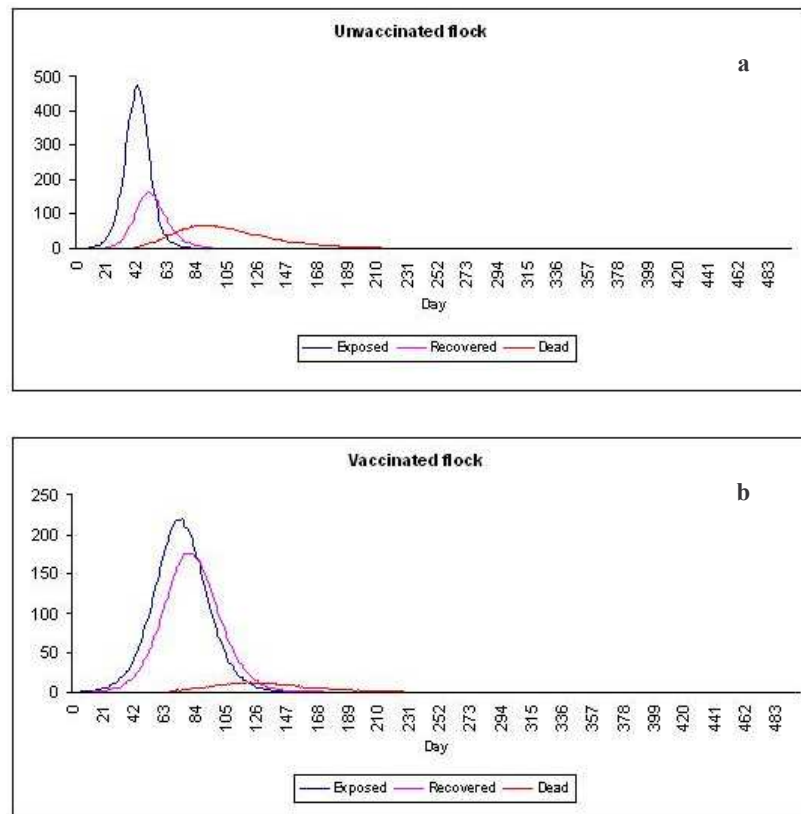 Unvaccinated flock
a
500
400
300
200
100
0
0 21 42 63 84 105 126 147 168 189 210 231 252 273 294 315 336 357 378 399 420 441 462 483
Day
Exposed Recovered Dead
Vaccinated flock
b
250
200
150
100
50
0
0 21 42 63 84 105 126 147 168 189 210 231 252 273 294 315 336 357 378 399 420 441 462 483
Day
Exposed Recovered Dead